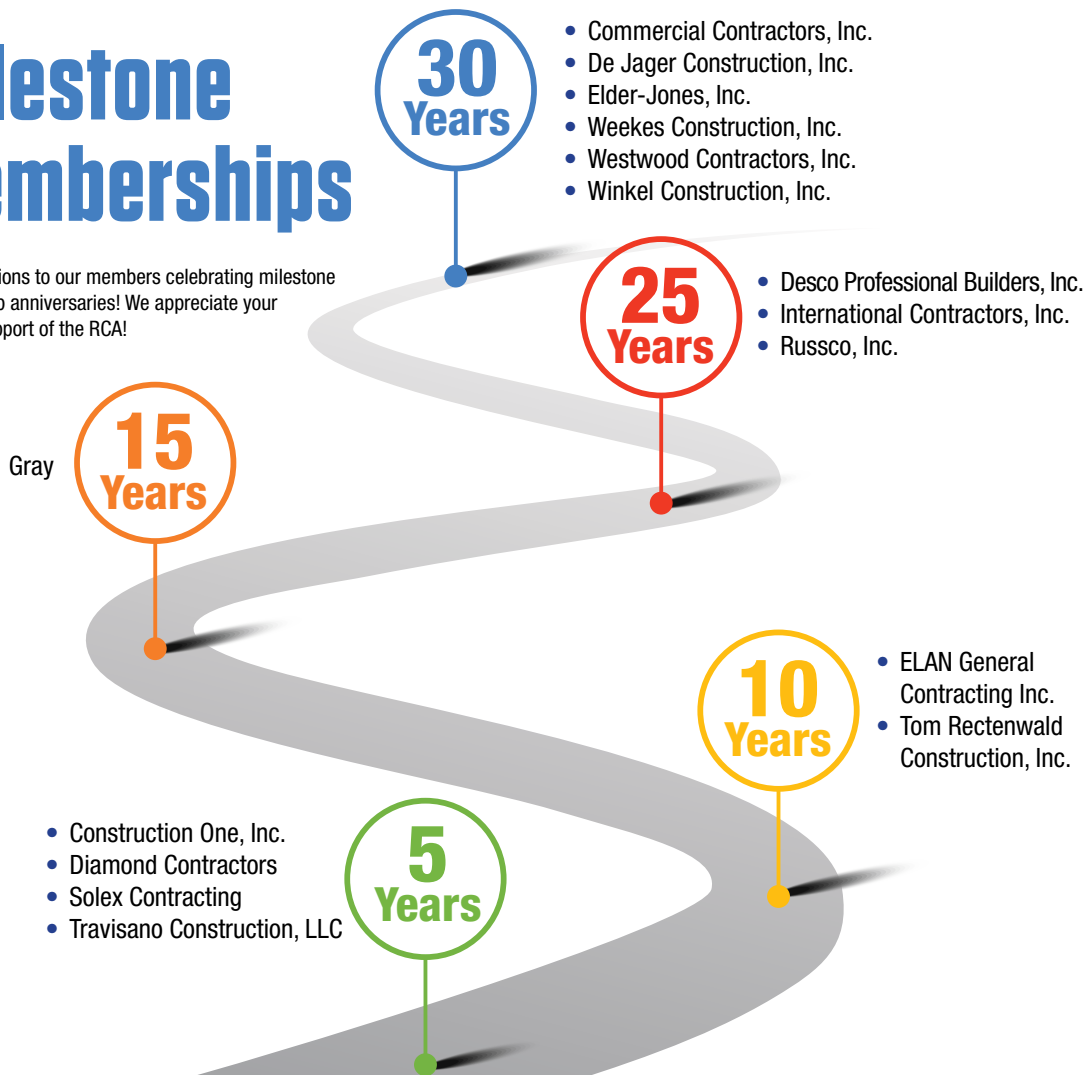 lestone
emberships
ions to our members celebrating milestone
o anniversaries! We appreciate your
port of the RCA!
30
Years
• Commercial Contractors, Inc.
• De Jager Construction, Inc.
• Elder-Jones, Inc.
• Weekes Construction, Inc.
• Westwood Contractors, Inc.
• Winkel Construction, Inc.
25
Years
• Desco Professional Builders, Inc.
• International Contractors, Inc.
• Russco, Inc.
Gray
15
Years
10
Years
• ELAN General
Contracting Inc.
• Tom Rectenwald
Construction, Inc.
• Construction One, Inc.
• Diamond Contractors
• Solex Contracting
• Travisano Construction, LLC
5
Years